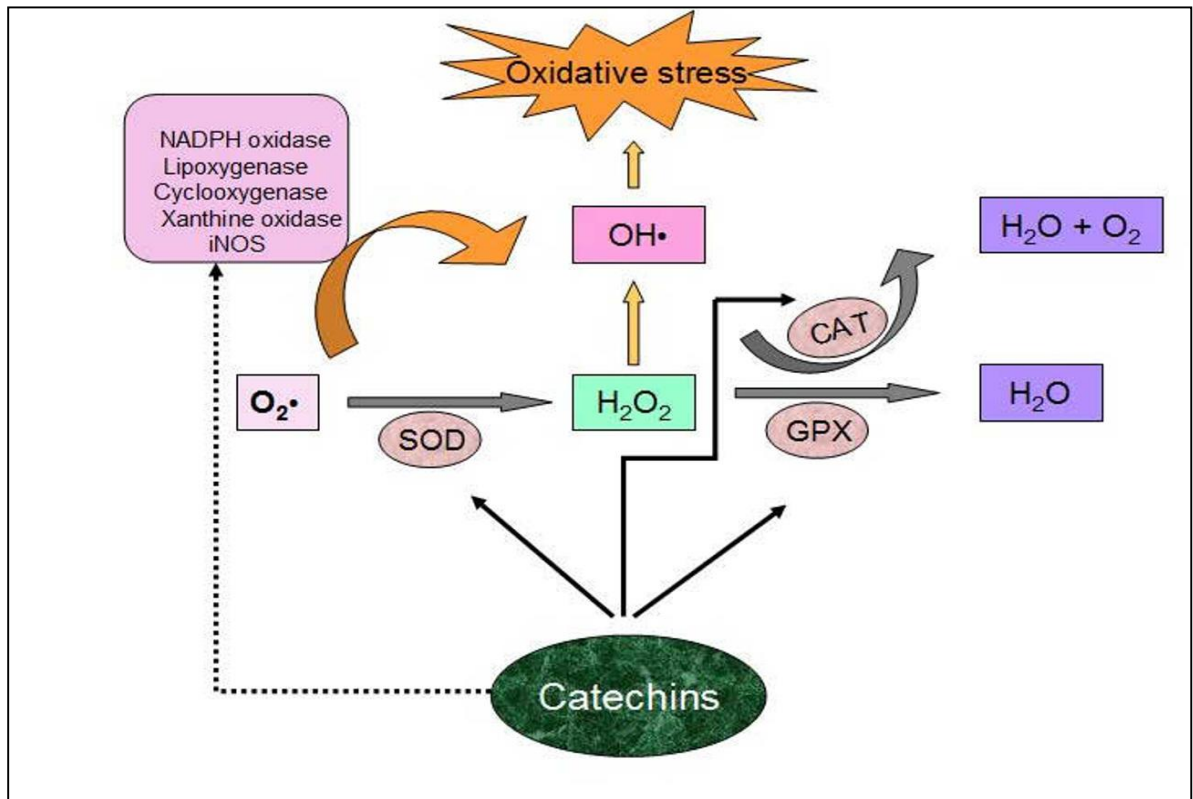 Oxidative stress
NADPH oxidase
Lipoxygenase
Cyclooxygenase
Xanthine oxidase
iNOS
OH•
H₂O + O₂
CAT
O₂•
H₂O₂
H₂O
SOD
GPX
Catechins